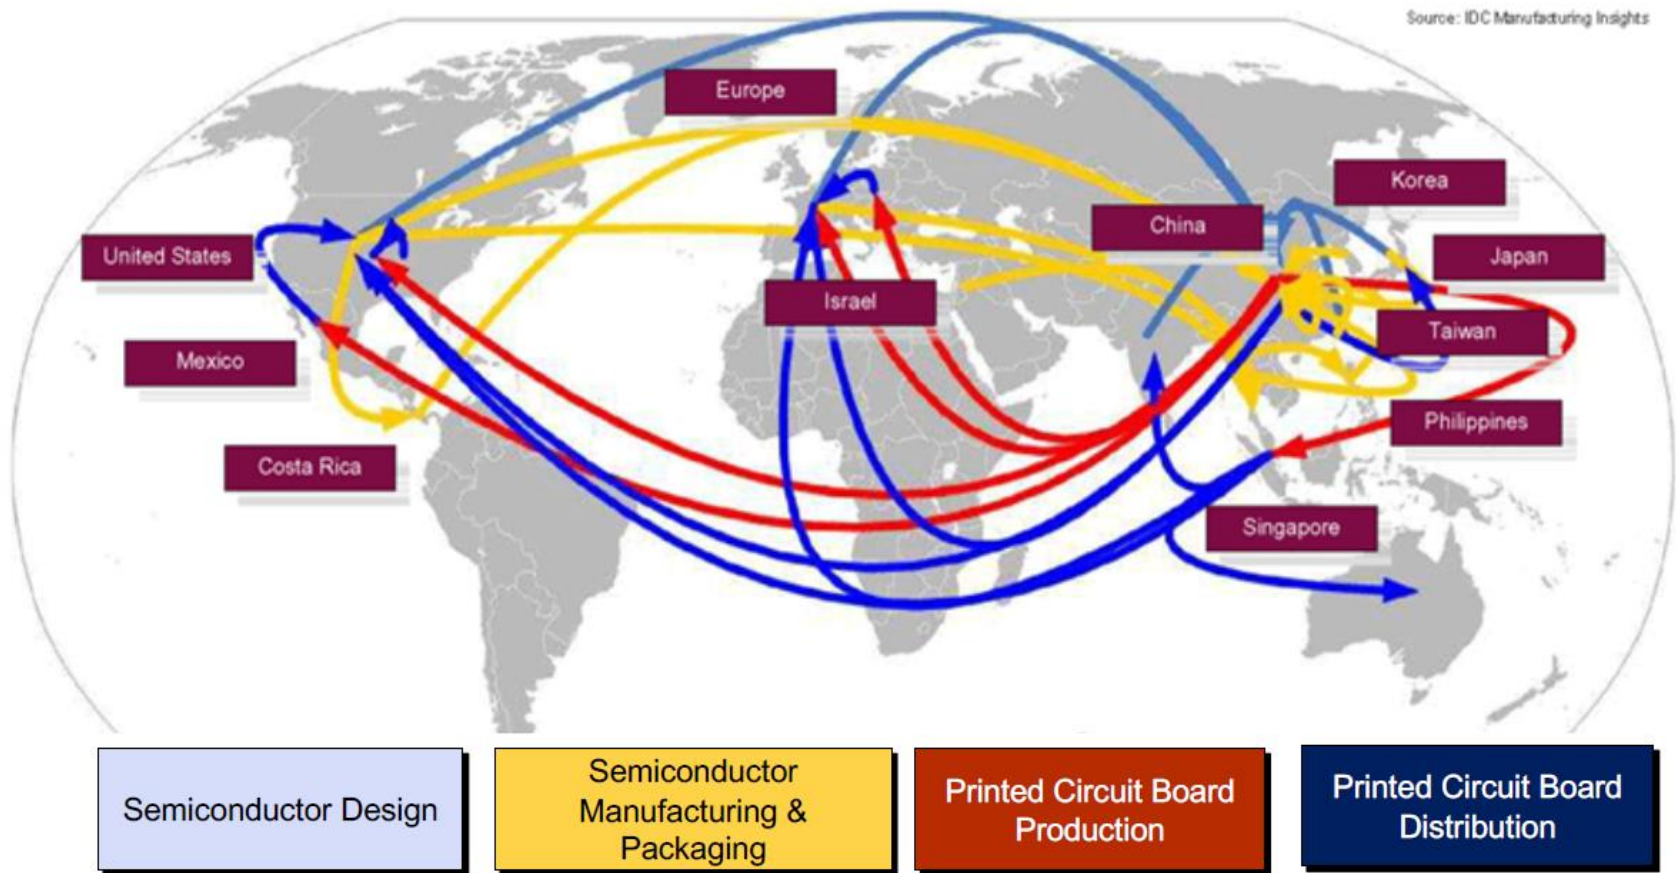 Source: IDC Manufacturing Insights
Europe
Korea
China
United States
Japan
Israel
Taiwan
Mexico
Philippines
Costa Rica
Singapore
Semiconductor Design
Semiconductor
Manufacturing &
Packaging
Printed Circuit Board
Production
Printed Circuit Board
Distribution